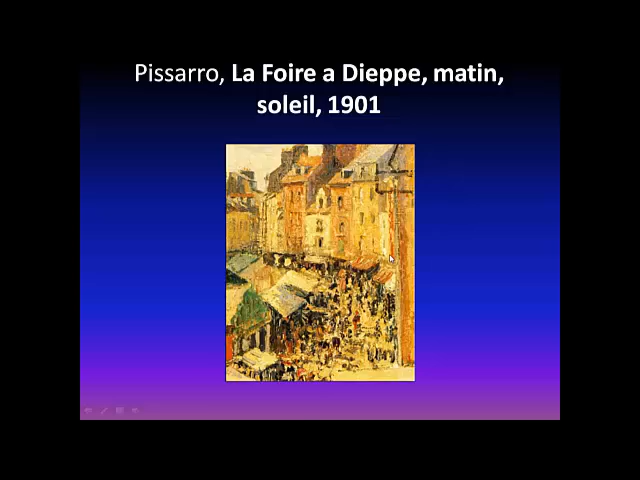 Pissarro, La Foire a Dieppe, matin,
soleil, 1901